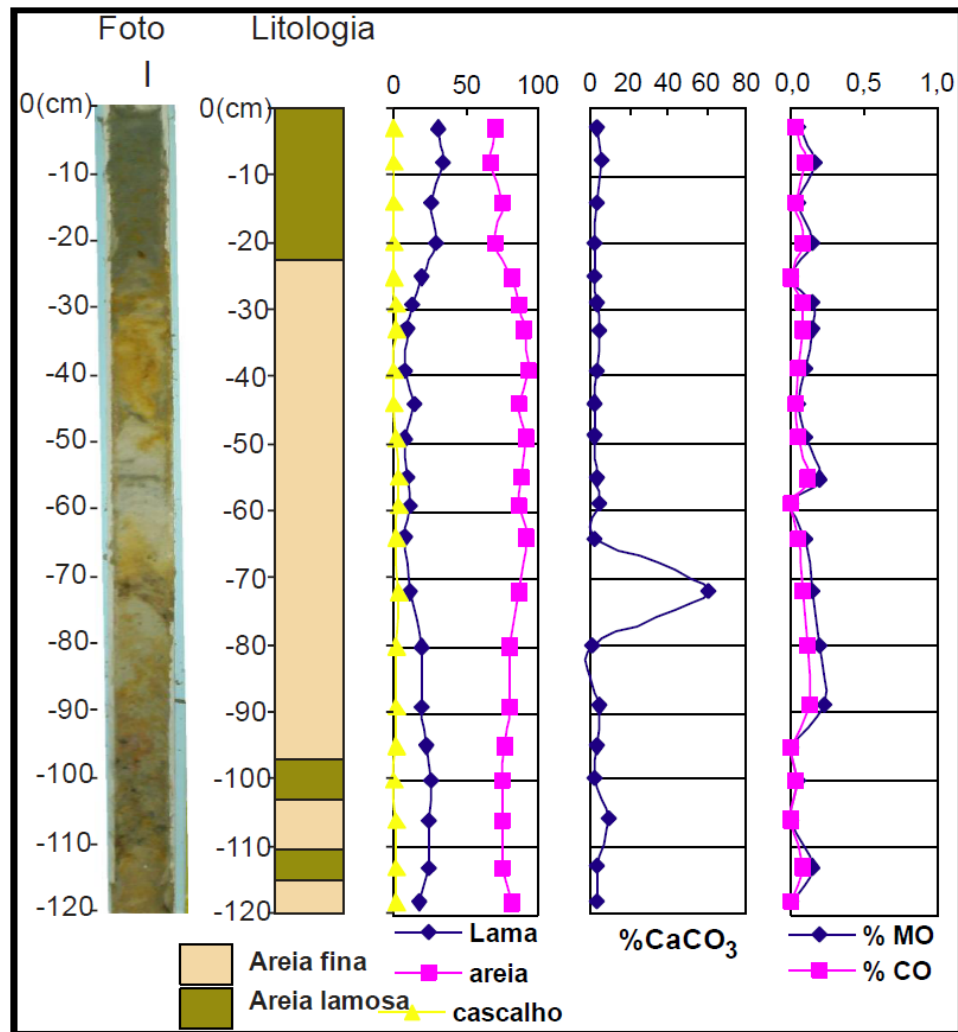 Foto Litologia
I
0 50 100 0 20 40 60 80 0,0 0,5 1,0
0(cm) 0(cm)
-10- -10
-20- -20
-30- -30
-40- -40
-50- -50
-60- -60
-70- -70
-80- -80
-90- -90
-100- -100
-110- -110
-120- -120
Lama %CaCO₃ % MO
Areia fina areia % CO
Areia lamosa cascalho